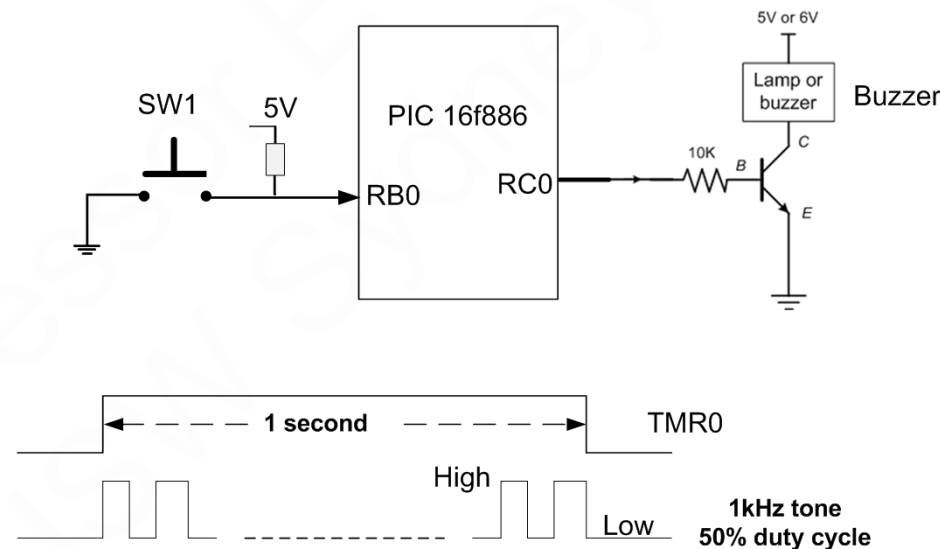 5V or 6V
Lamp or
buzzer
Buzzer
SW1
5V
PIC 16f886
10K
B
C
E
RB0
RC0
1 second
TMR0
High
Low
1kHz tone
50% duty cycle